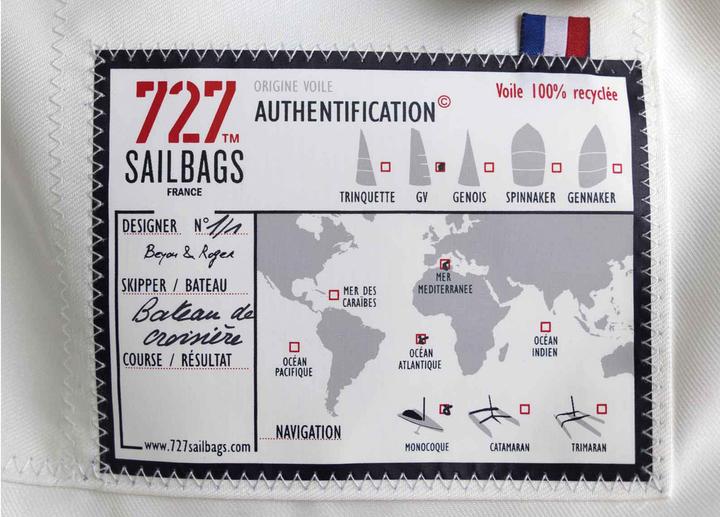 727 TM
SAILBAGS
FRANCE
ORIGINE VOILE
AUTHENTIFICATION©
Voile 100% recyclée
TRINQUETTE GV GENOIS SPINNAKER GENNAKER
DESIGNER N° 1/1
Beyou & Roger
SKIPPER / BATEAU
Bateau de
croisière
COURSE / RÉSULTAT
www.727sailbags.com
MER
MEDITERRANEE
MER DES
CARAÏBES
OCÉAN
PACIFIQUE
OCÉAN
ATLANTIQUE
OCÉAN
INDIEN
NAVIGATION
MONOCOQUE CATAMARAN TRIMARAN